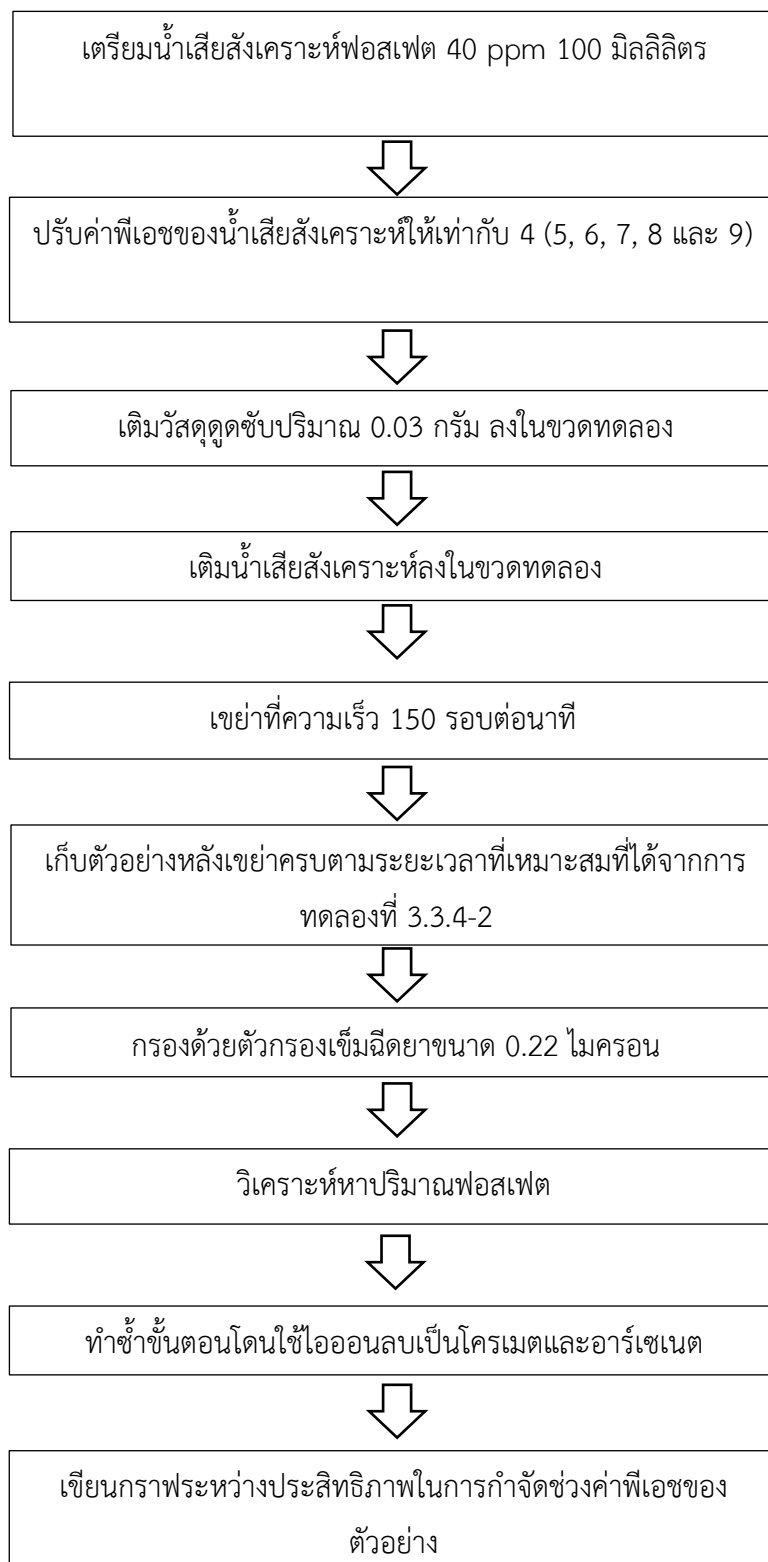 เตรียมน้ำเสียสังเคราะห์ฟอสเฟต 40 ppm 100 มิลลิลิตร
ปรับค่าพีเอชของน้ำเสียสังเคราะห์ให้เท่ากับ 4 (5, 6, 7, 8 และ 9)
เติมวัสดุดูดซับปริมาณ 0.03 กรัม ลงในขวดทดลอง
เติมน้ำเสียสังเคราะห์ลงในขวดทดลอง
เขย่าที่ความเร็ว 150 รอบต่อนาที
เก็บตัวอย่างหลังเขย่าครบตามระยะเวลาที่เหมาะสมที่ได้จากการ
ทดลองที่ 3.3.4-2
กรองด้วยตัวกรองเข็มฉีดยาขนาด 0.22 ไมครอน
วิเคราะห์หาปริมาณฟอสเฟต
ทำซ้ำขั้นตอนโดนใช้ไอออนลบเป็นโครเมตและอาร์เซเนต
เขียนกราฟระหว่างประสิทธิภาพในการกำจัดช่วงค่าพีเอชของ
ตัวอย่าง